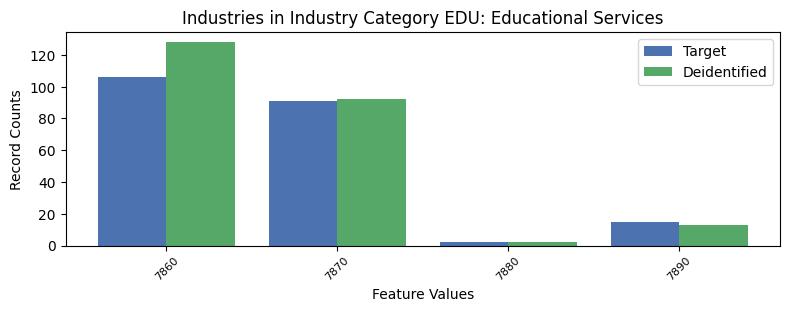 Industries in Industry Category EDU: Educational Services
Target
Deidentified
Record Counts
120
100
80
60
40
20
0
7860
7870
7880
7890
Feature Values